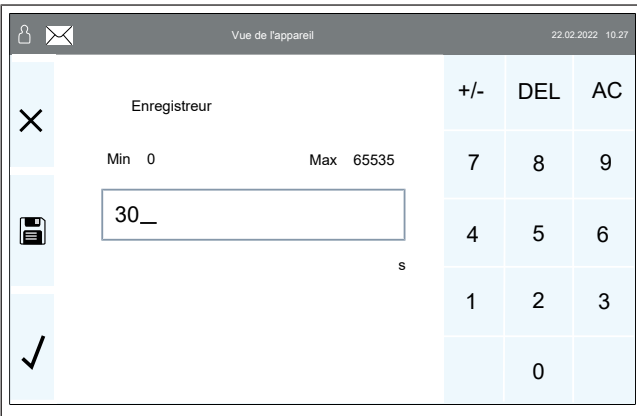 Vue de l'appareil
22.02.2022 10.27
Enregistreur
Min 0 Max 65535
30_
s
+/- DEL AC
7 8 9
4 5 6
1 2 3
0